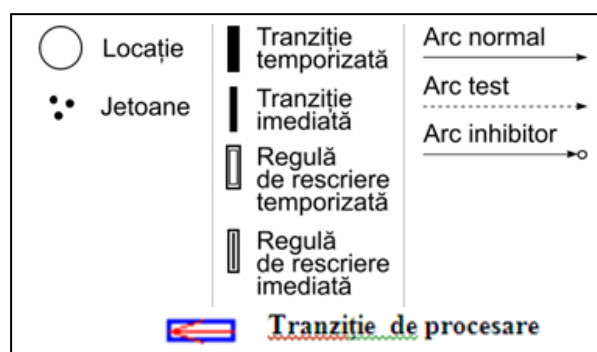 Locație
Jetoane
Tranziție
temporizată
Tranziție
imediată
Regulă
de rescriere
temporizată
Regulă
de rescriere
imediată
Arc normal
Arc test
Arc inhibitor
Tranziție de procesare